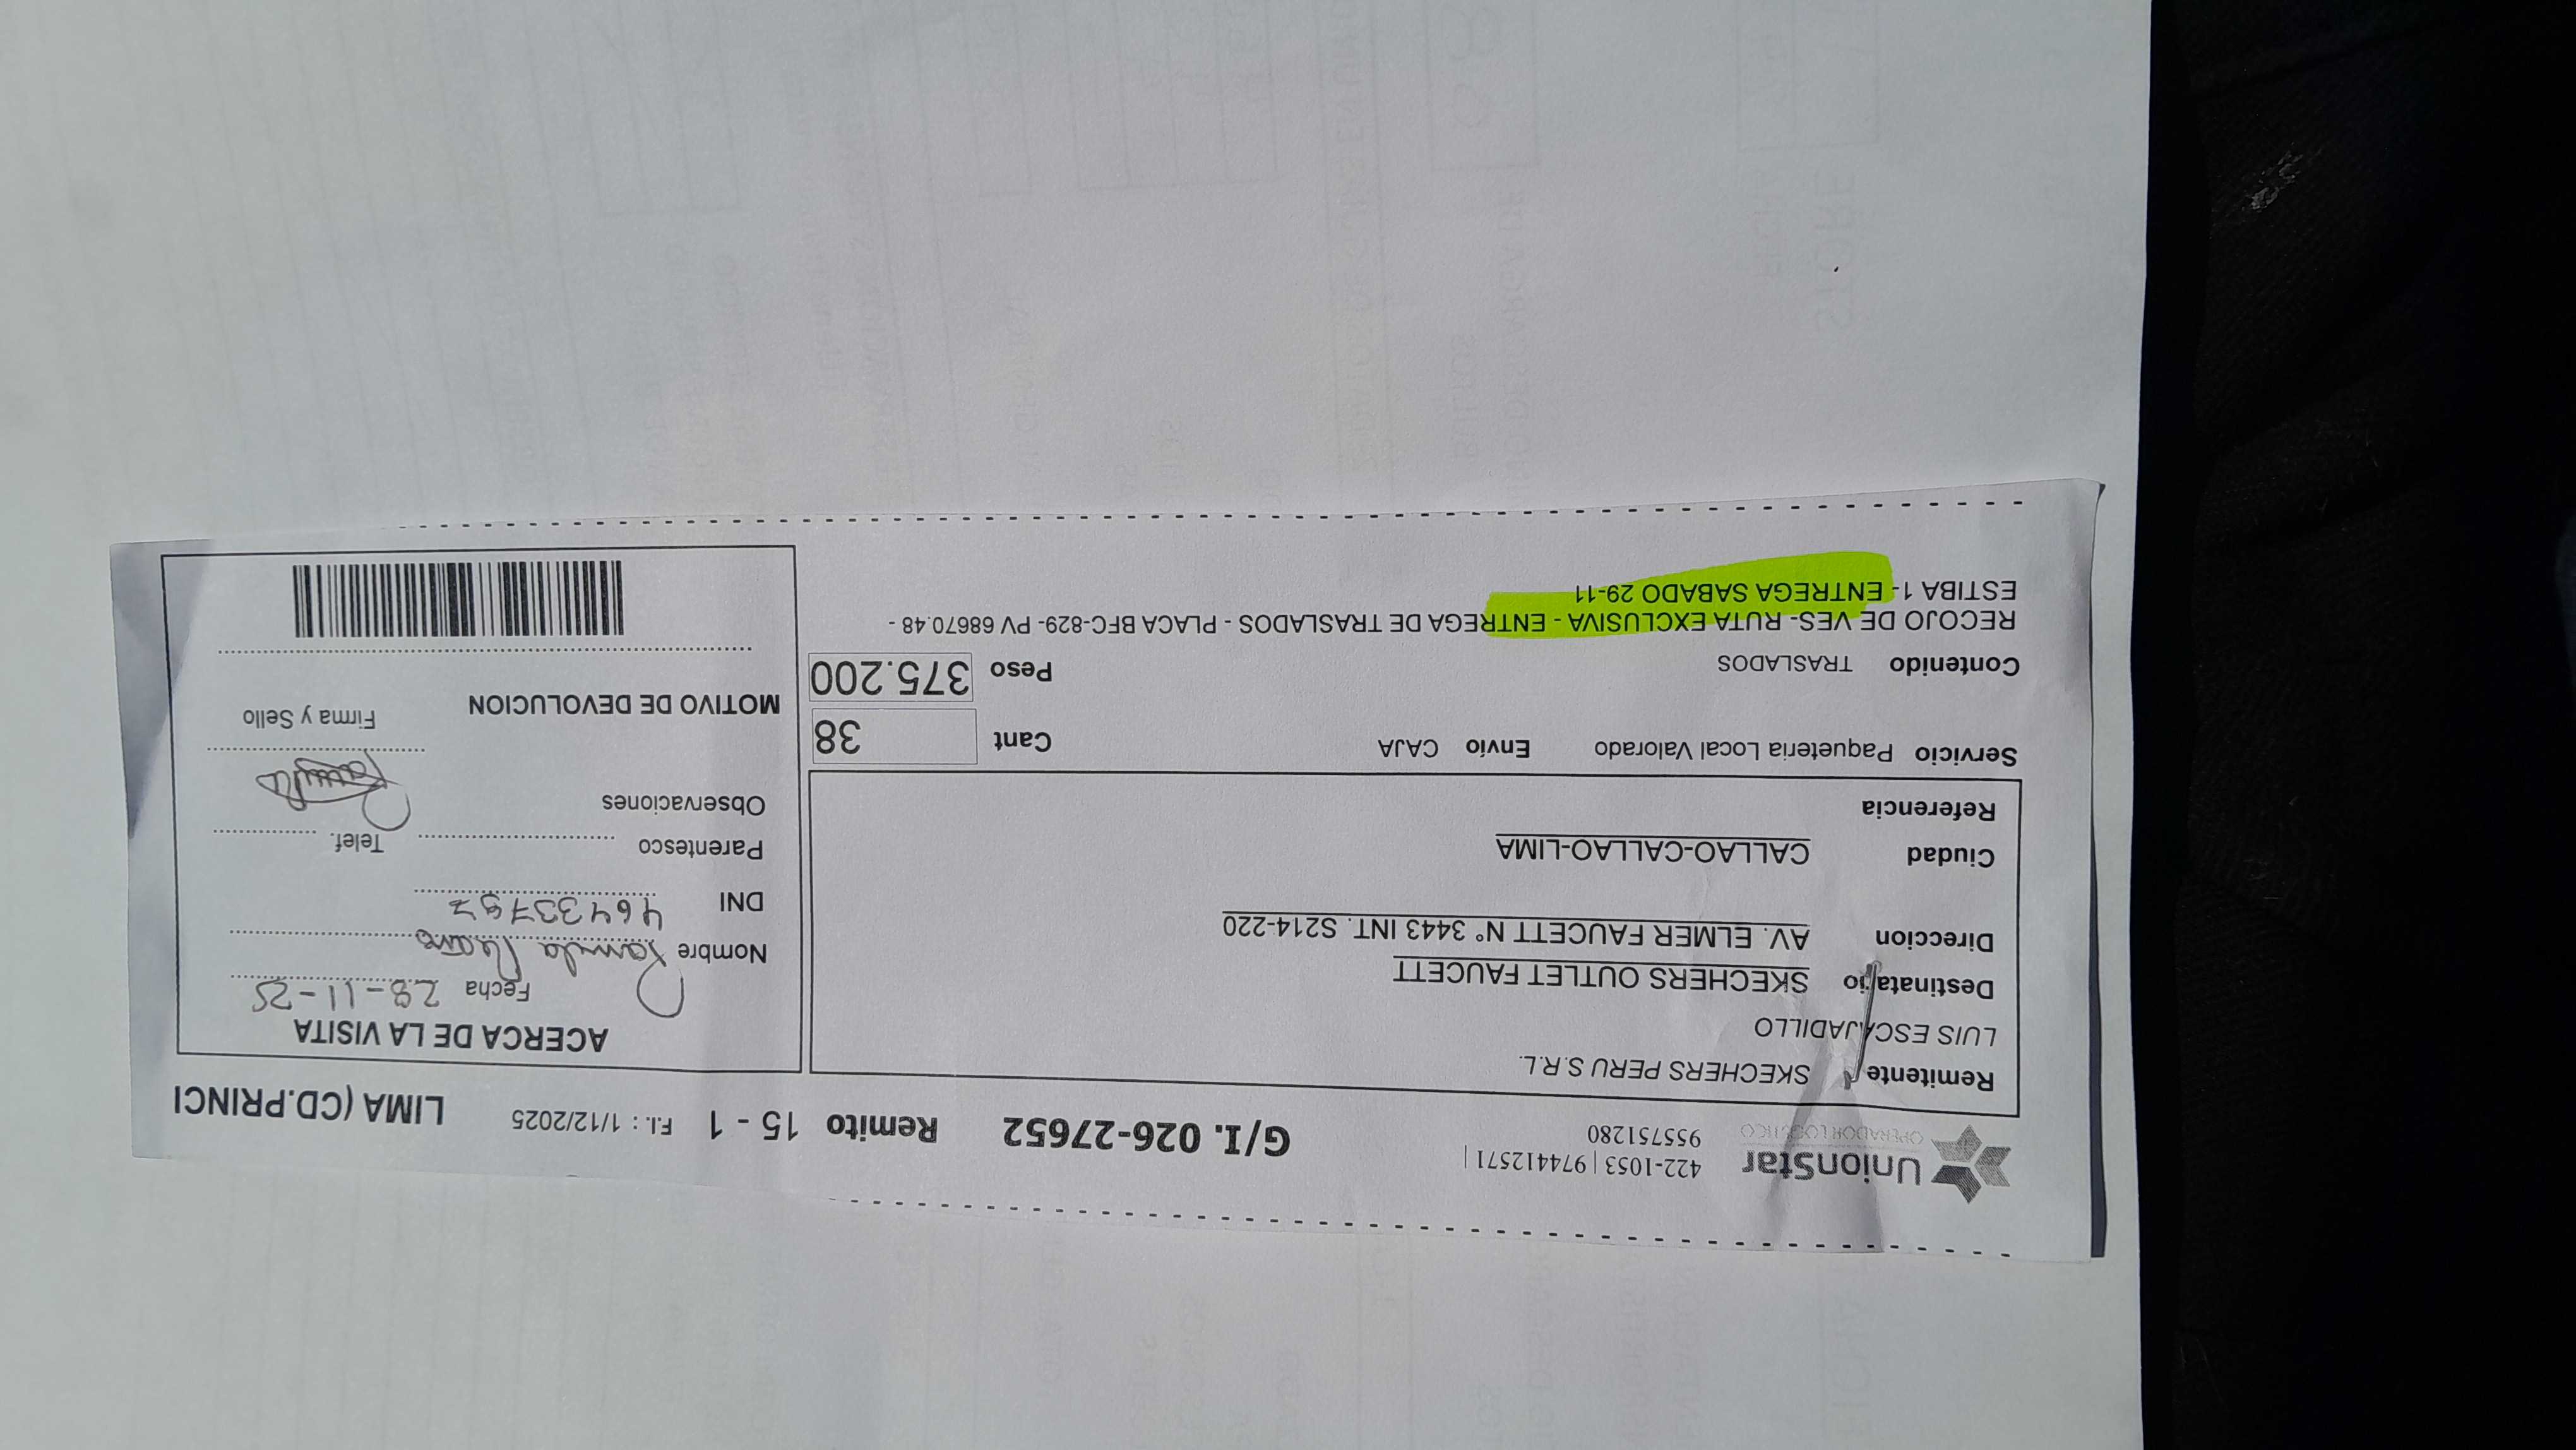 UnionStar
OPERADOR LOGISTICO
422-1053 | 974412571 |
955751280
G/I. 026-27652 Remito 15 - 1 F.I. : 1/12/2025 LIMA (CD.PRINCI
Remitente SKECHERS PERU S.R.L.
LUIS ESCAJADILLO
Destinatario SKECHERS OUTLET FAUCETT
Direccion AV. ELMER FAUCETT N° 3443 INT. S214-220
Ciudad CALLAO-CALLAO-LIMA
Referencia
Servicio Paqueteria Local Valorado Envío CAJA Cant 38
Contenido TRASLADOS Peso 375.200
RECOJO DE VES- RUTA EXCLUSIVA - ENTREGA DE TRASLADOS - PLACA BFC-829- PV 68670.48 -
ESTIBA 1- ENTREGA SABADO 29-11
ACERCA DE LA VISITA
Fecha 28-11-25
Nombre
DNI 46433797
Parentesco Telef.
Observaciones
Firma y Sello
MOTIVO DE DEVOLUCION